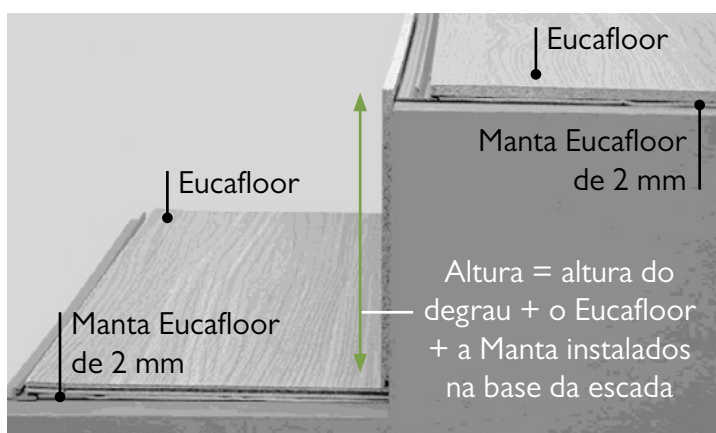 Eucafloor
Manta Eucafloor
de 2 mm
Eucafloor
Altura = altura do
degrau + o Eucafloor
+ a Manta instalados
na base da escada
Manta Eucafloor
de 2 mm